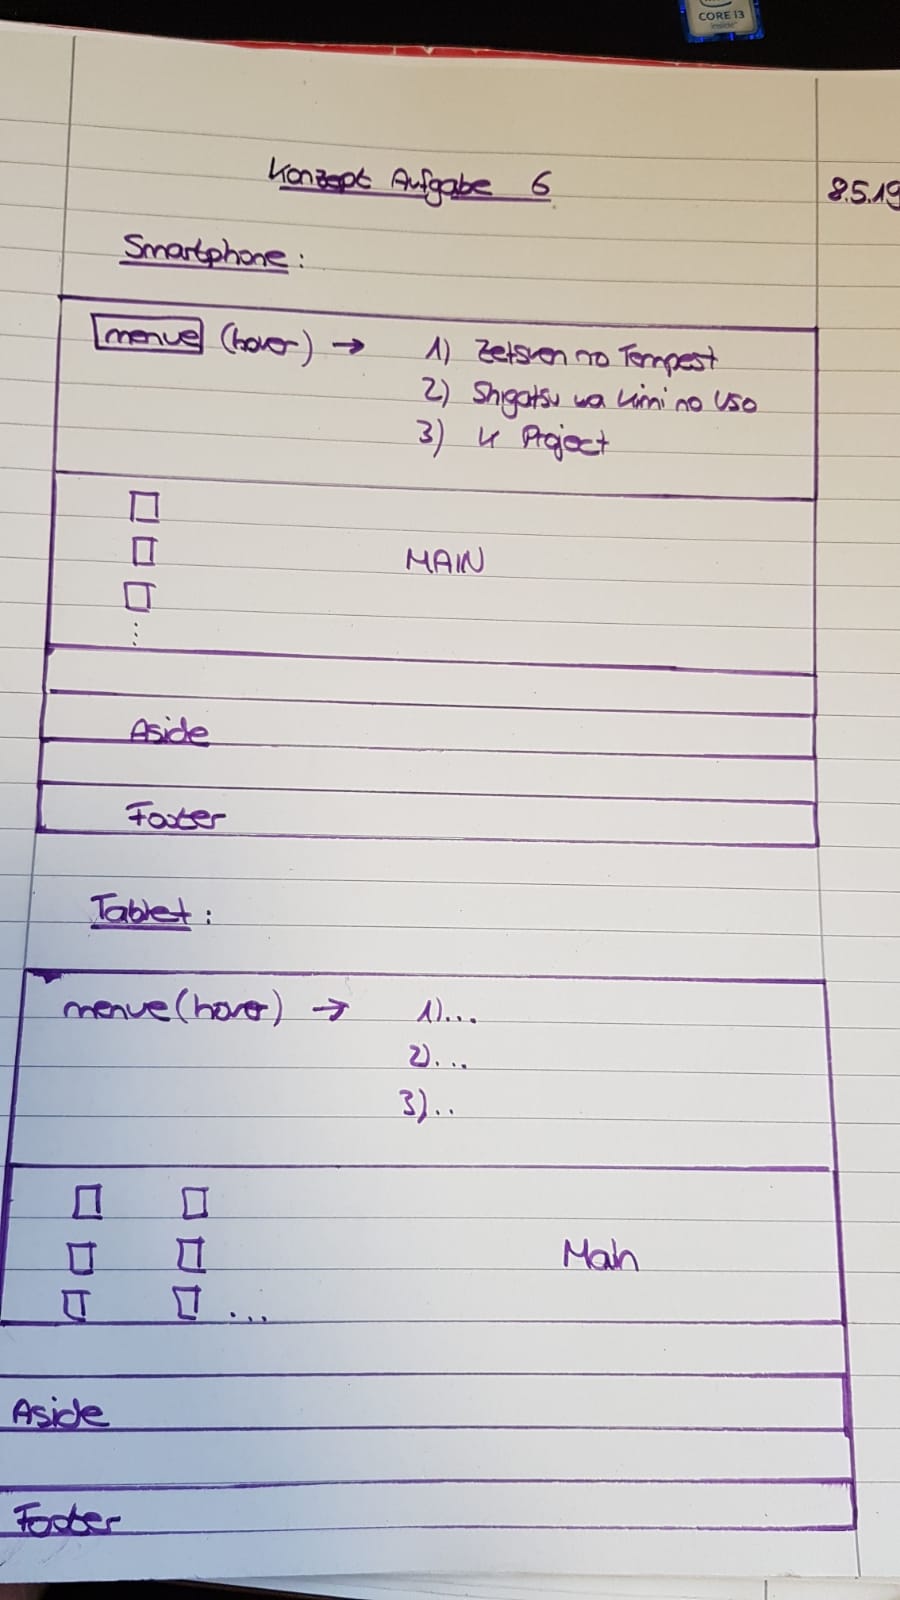 CORE i3
inside™
Konzept Aufgabe 6
8.5.19
Smartphone:
menue (hover) → 1) Zetsuen no Tempest
2) Shigatsu wa Kimi no Uso
3) K Project
MAIN
⋮
Aside
Footer
Tablet:
menue (hover) → 1)...
2)...
3)..
Main
...
Aside
Footer